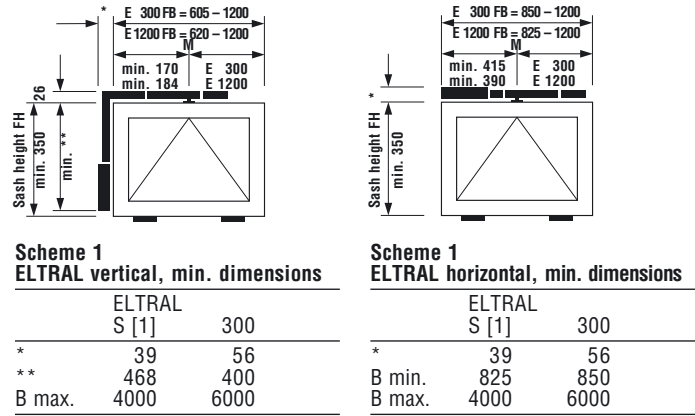 *
E 300 FB = 605 – 1200
E 1200 FB = 620 – 1200
M
min. 170 E 300
min. 184 E 1200
26
Sash height FH
min. 350
min. **
Scheme 1
ELTRAL vertical, min. dimensions
ELTRAL
S [1] 300
* 39 56
** 468 400
B max. 4000 6000
E 300 FB = 850 – 1200
E 1200 FB = 825 – 1200
M
min. 415 E 300
min. 390 E 1200
*
Sash height FH
min. 350
Scheme 1
ELTRAL horizontal, min. dimensions
ELTRAL
S [1] 300
* 39 56
B min. 825 850
B max. 4000 6000